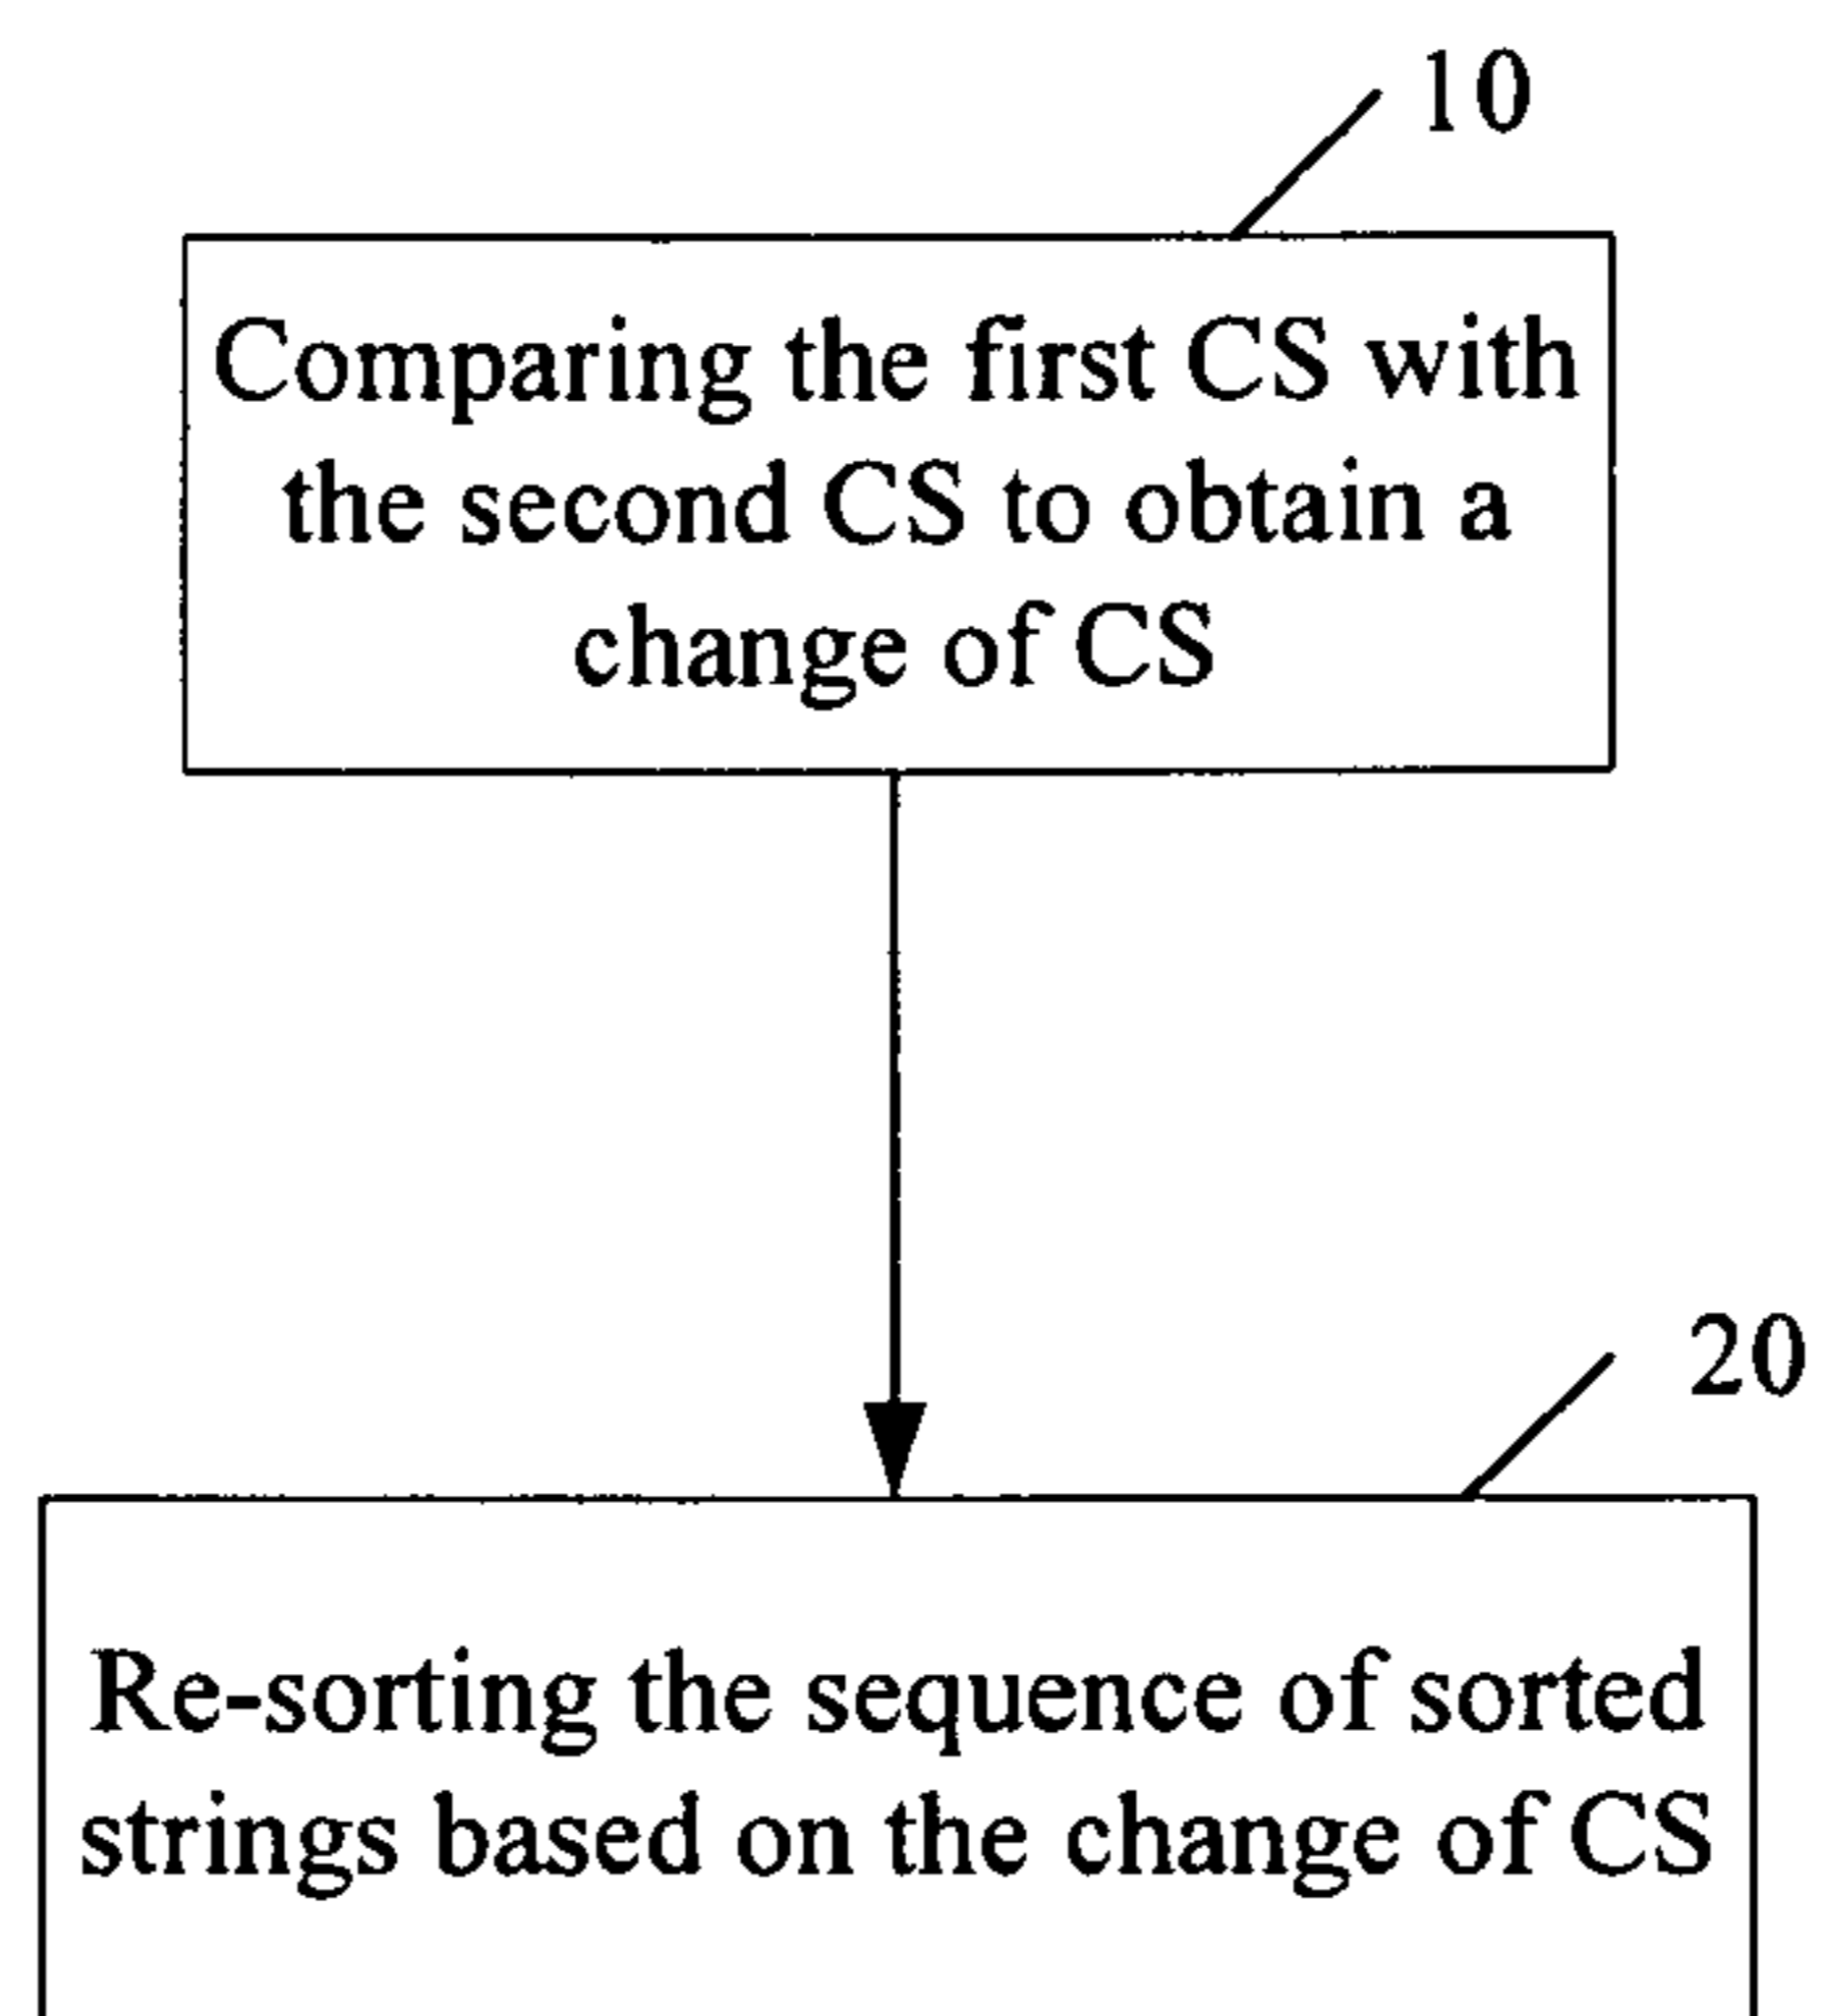 10
Comparing the first CS with
the second CS to obtain a
change of CS
20
Re-sorting the sequence of sorted
strings based on the change of CS